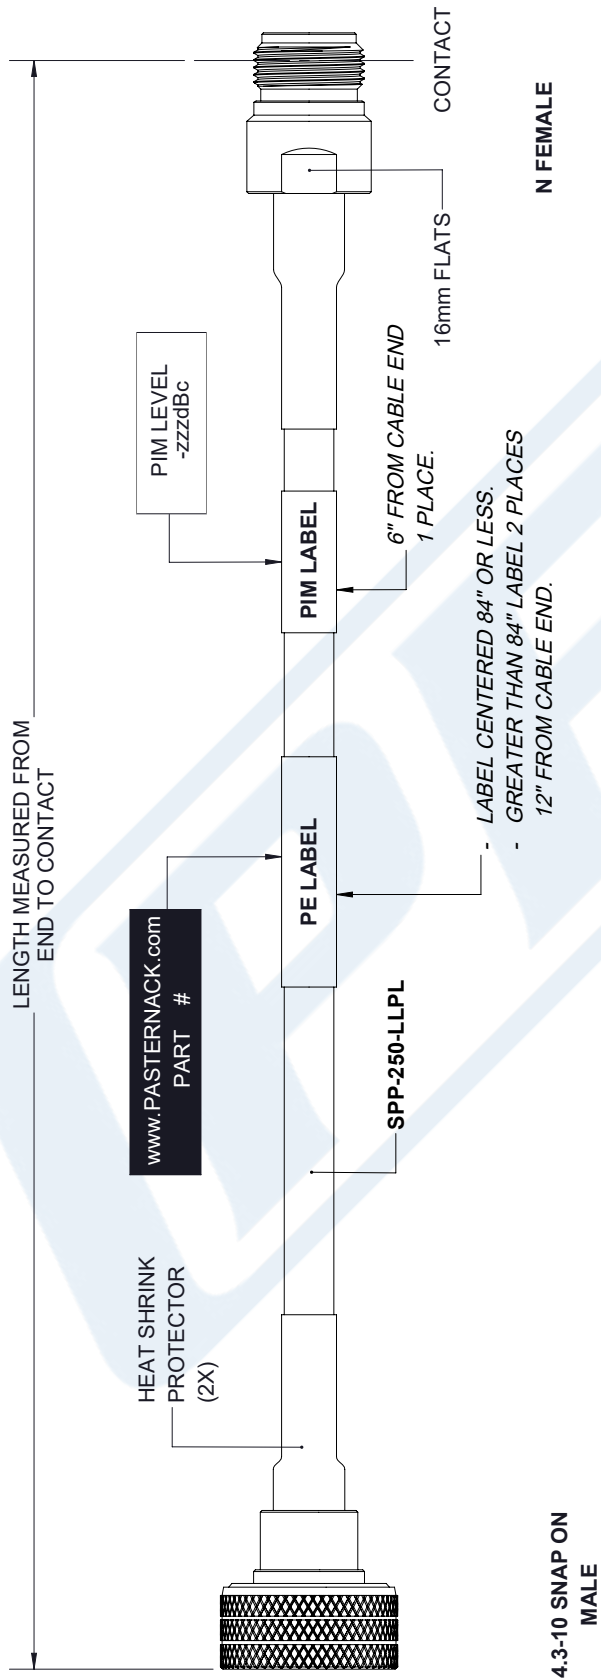 LENGTH MEASURED FROM
END TO CONTACT
HEAT SHRINK
PROTECTOR
(2X)
www.PASTERNACK.com
PART #
PIM LEVEL
-zzzdBc
PE LABEL
PIM LABEL
SPP-250-LLPL
- LABEL CENTERED 84" OR LESS.
- GREATER THAN 84" LABEL 2 PLACES
12" FROM CABLE END.
6" FROM CABLE END
1 PLACE.
16mm FLATS
CONTACT
4.3-10 SNAP ON
MALE
N FEMALE